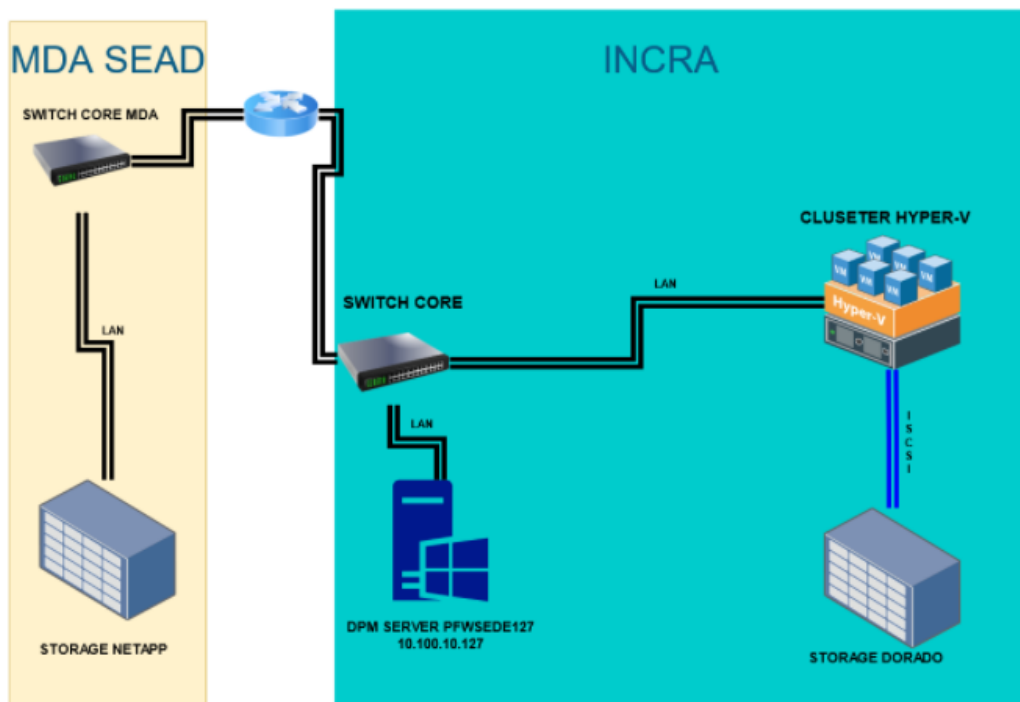 MDA SEAD
INCRA
SWITCH CORE MDA
CLUSETER HYPER-V
VM
VM
VM
VM
VM
VM
Hyper-V
LAN
SWITCH CORE
LAN
LAN
ISCSI
DPM SERVER PFWSEDE127
10.100.10.127
STORAGE NETAPP
STORAGE DORADO